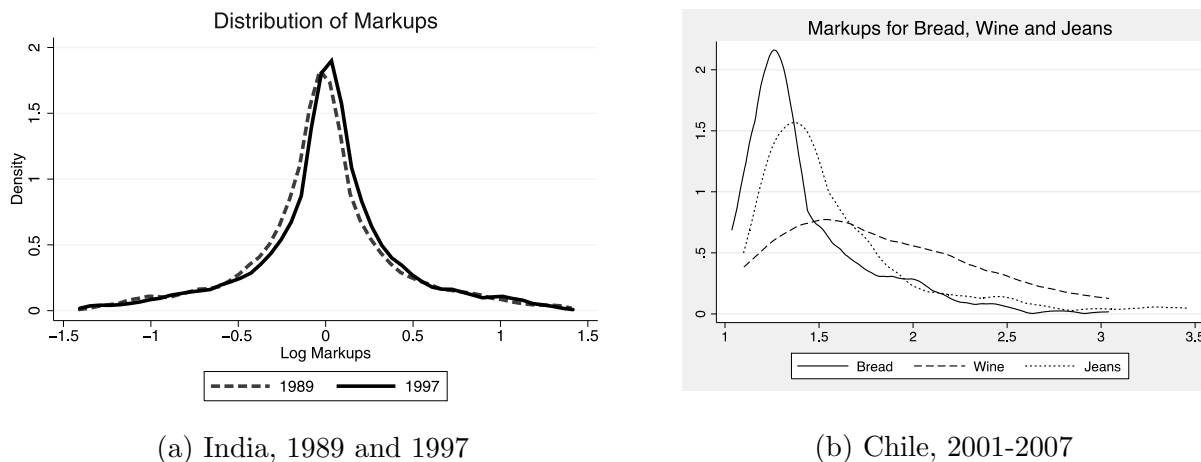 Distribution of Markups
2
1.5
1
0.5
0
Density
−1.5 −1 −0.5 0 0.5 1 1.5
Log Markups
1989 1997
(a) India, 1989 and 1997
Markups for Bread, Wine and Jeans
2
1.5
1
.5
0
1 1.5 2 2.5 3 3.5
Bread Wine Jeans
(b) Chile, 2001-2007